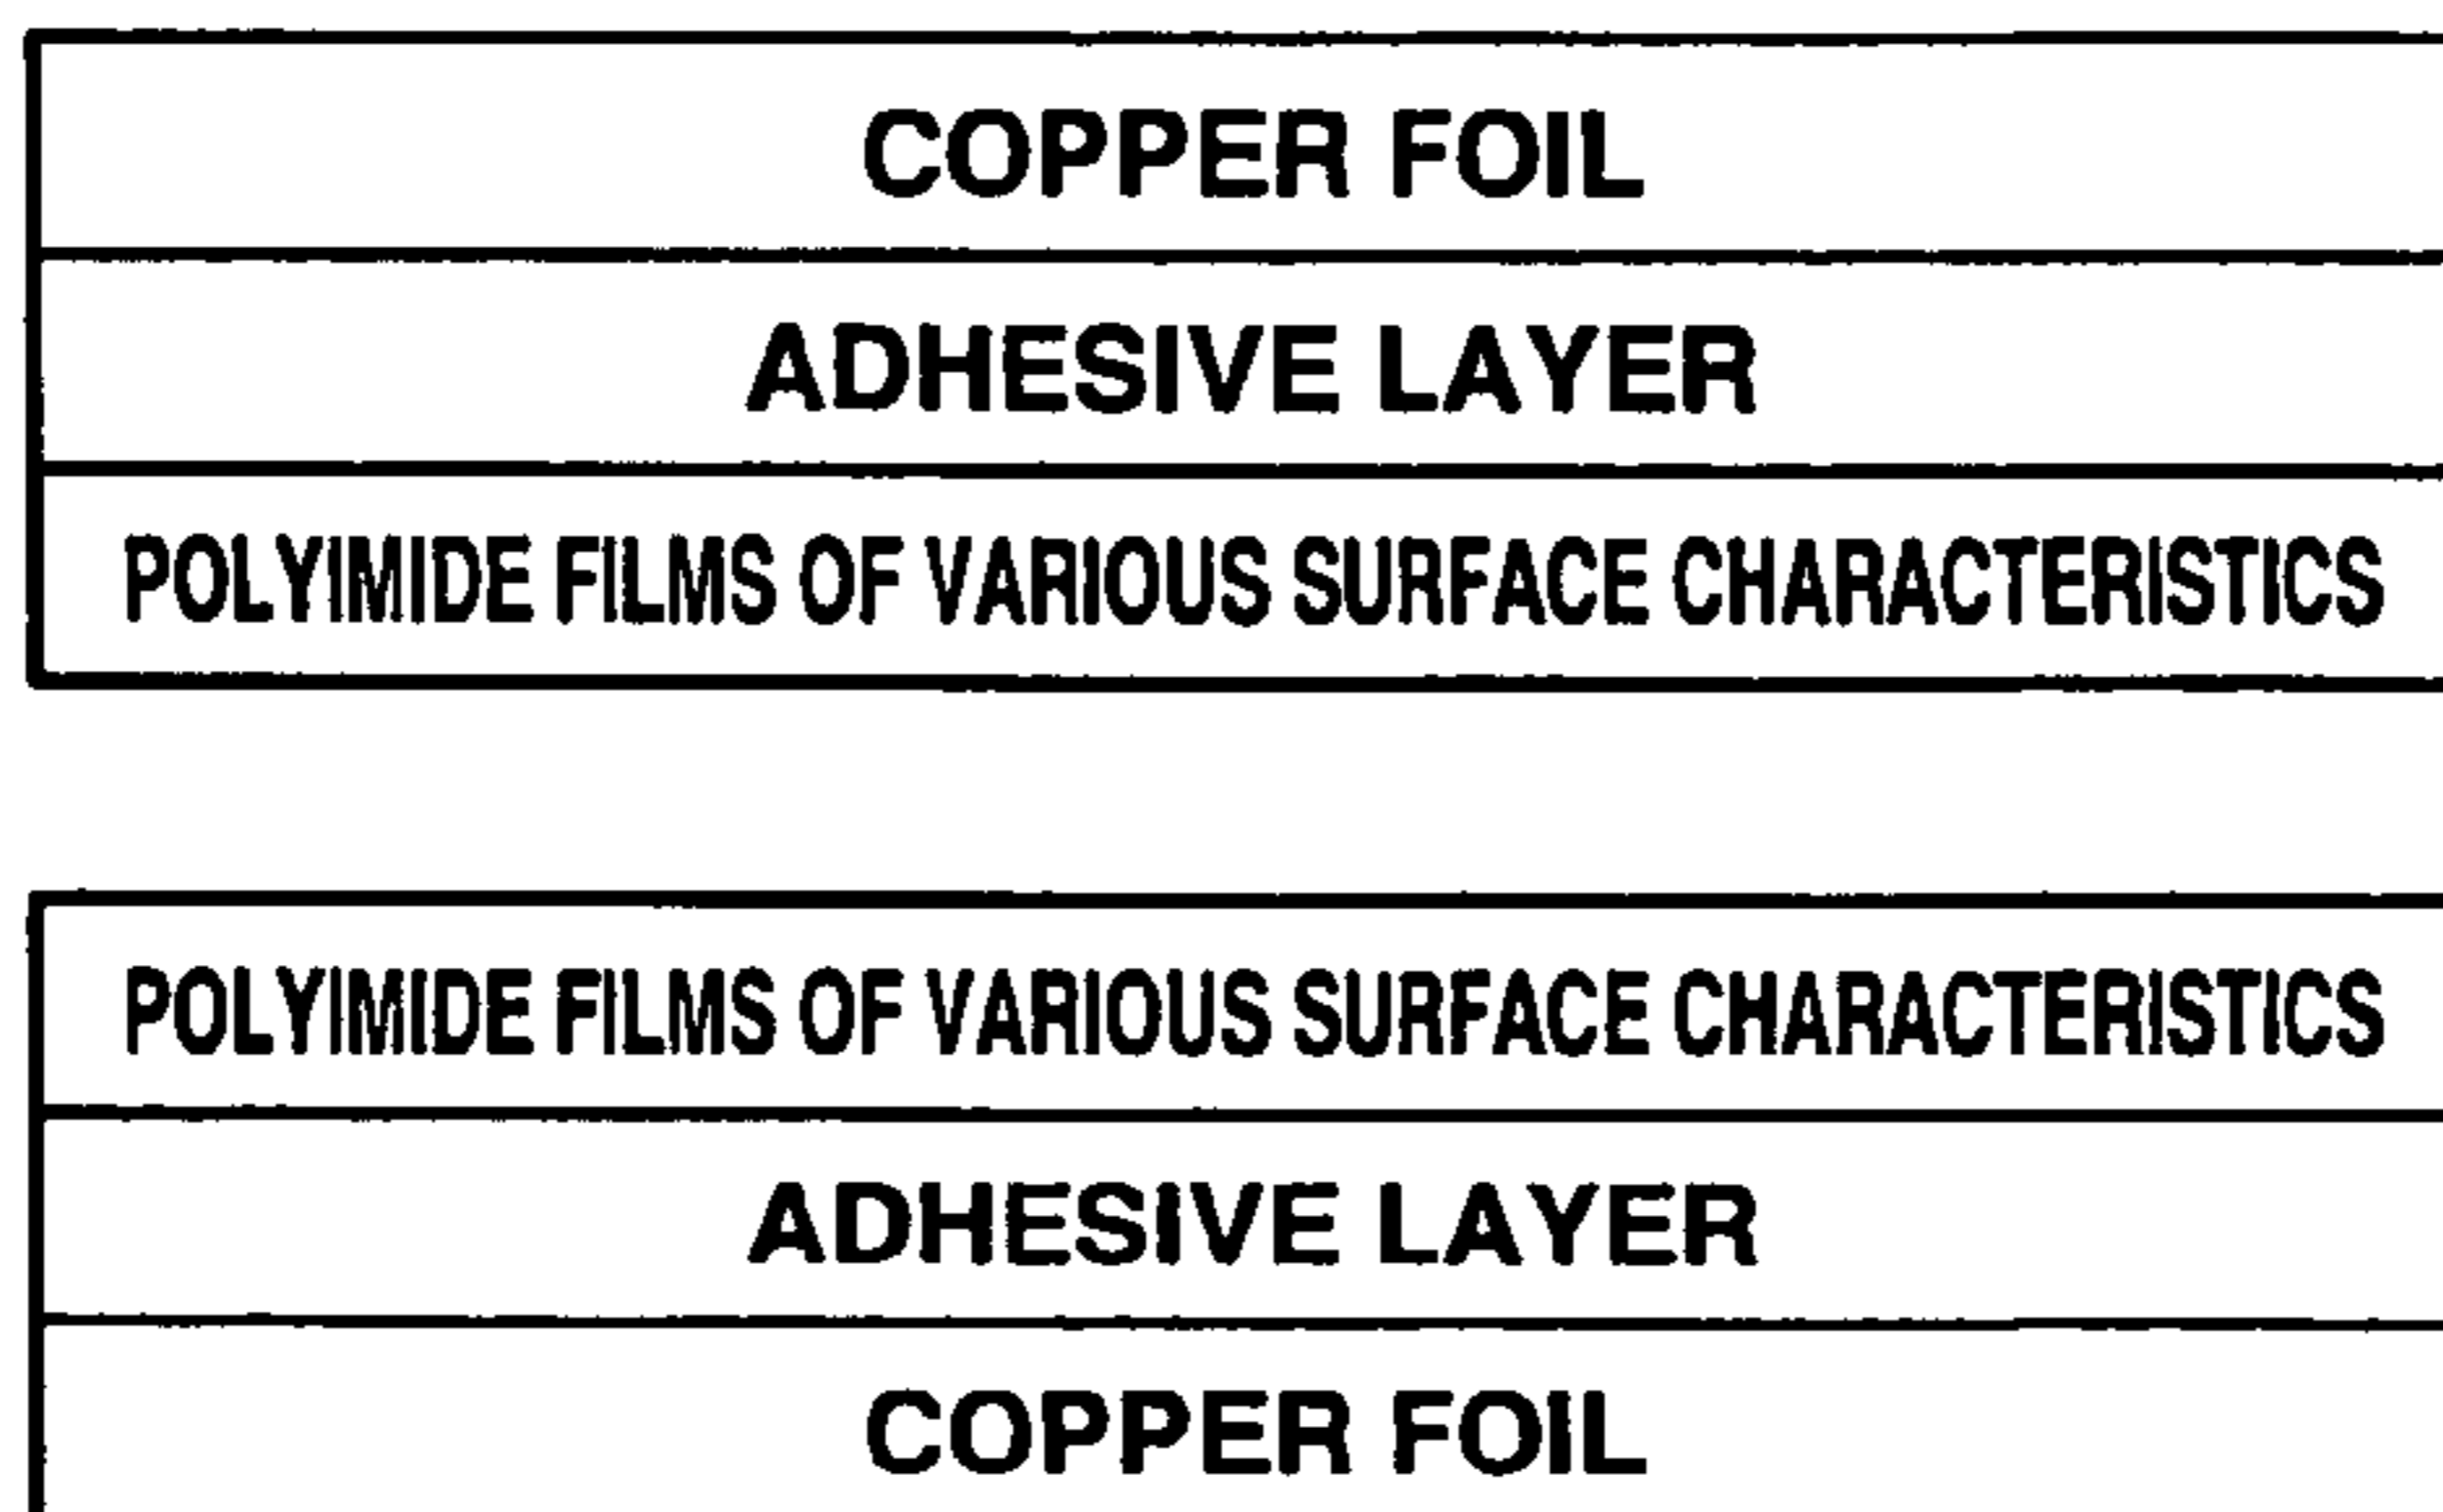 COPPER FOIL
ADHESIVE LAYER
POLYIMIDE FILMS OF VARIOUS SURFACE CHARACTERISTICS
POLYIMIDE FILMS OF VARIOUS SURFACE CHARACTERISTICS
ADHESIVE LAYER
COPPER FOIL